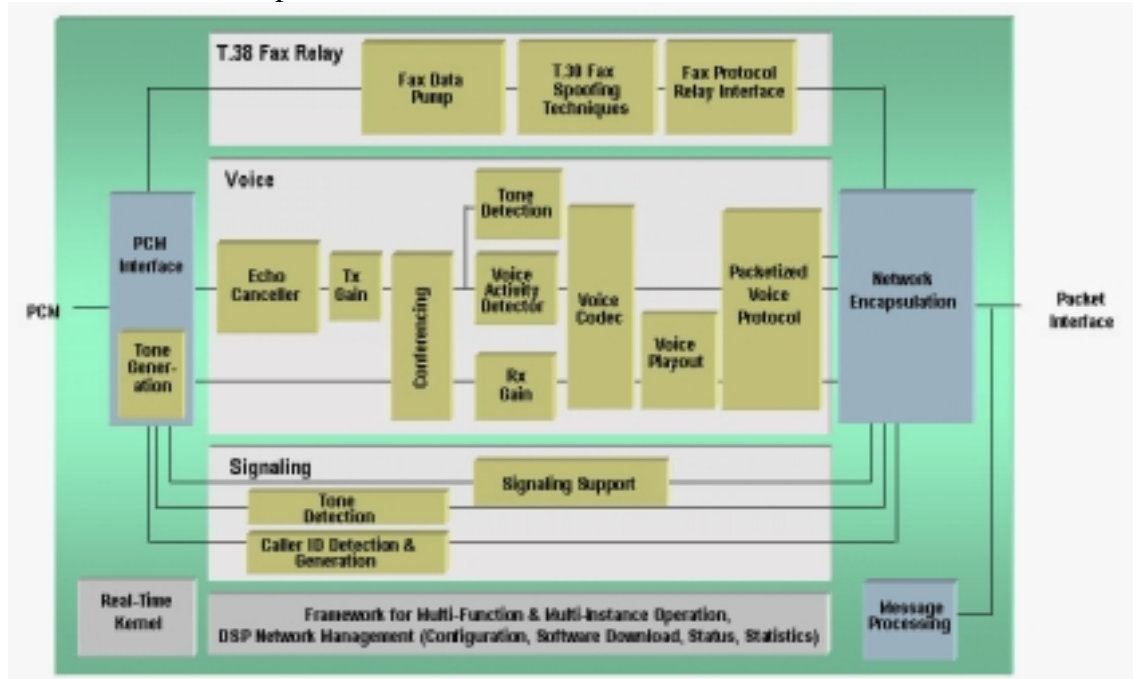 T.38 Fax Relay
Fax Data
Pump
T.38 Fax
Spoofing
Techniques
Fax Protocol
Relay Interface
Voice
PCM
Interface
Tone
Gener-
ation
PCM
Echo
Canceller
Tx
Gain
Conferencing
Tone
Detection
Voice
Activity
Detector
Rx
Gain
Voice
Codec
Voice
Playout
Packetized
Voice
Protocol
Network
Encapsulation
Packet
Interface
Signaling
Signaling Support
Tone
Detection
Caller ID Detection &
Generation
Real-Time
Kernel
Framework for Multi-Function & Multi-Instance Operation,
DSP Network Management (Configuration, Software Download, Status, Statistics)
Message
Processing